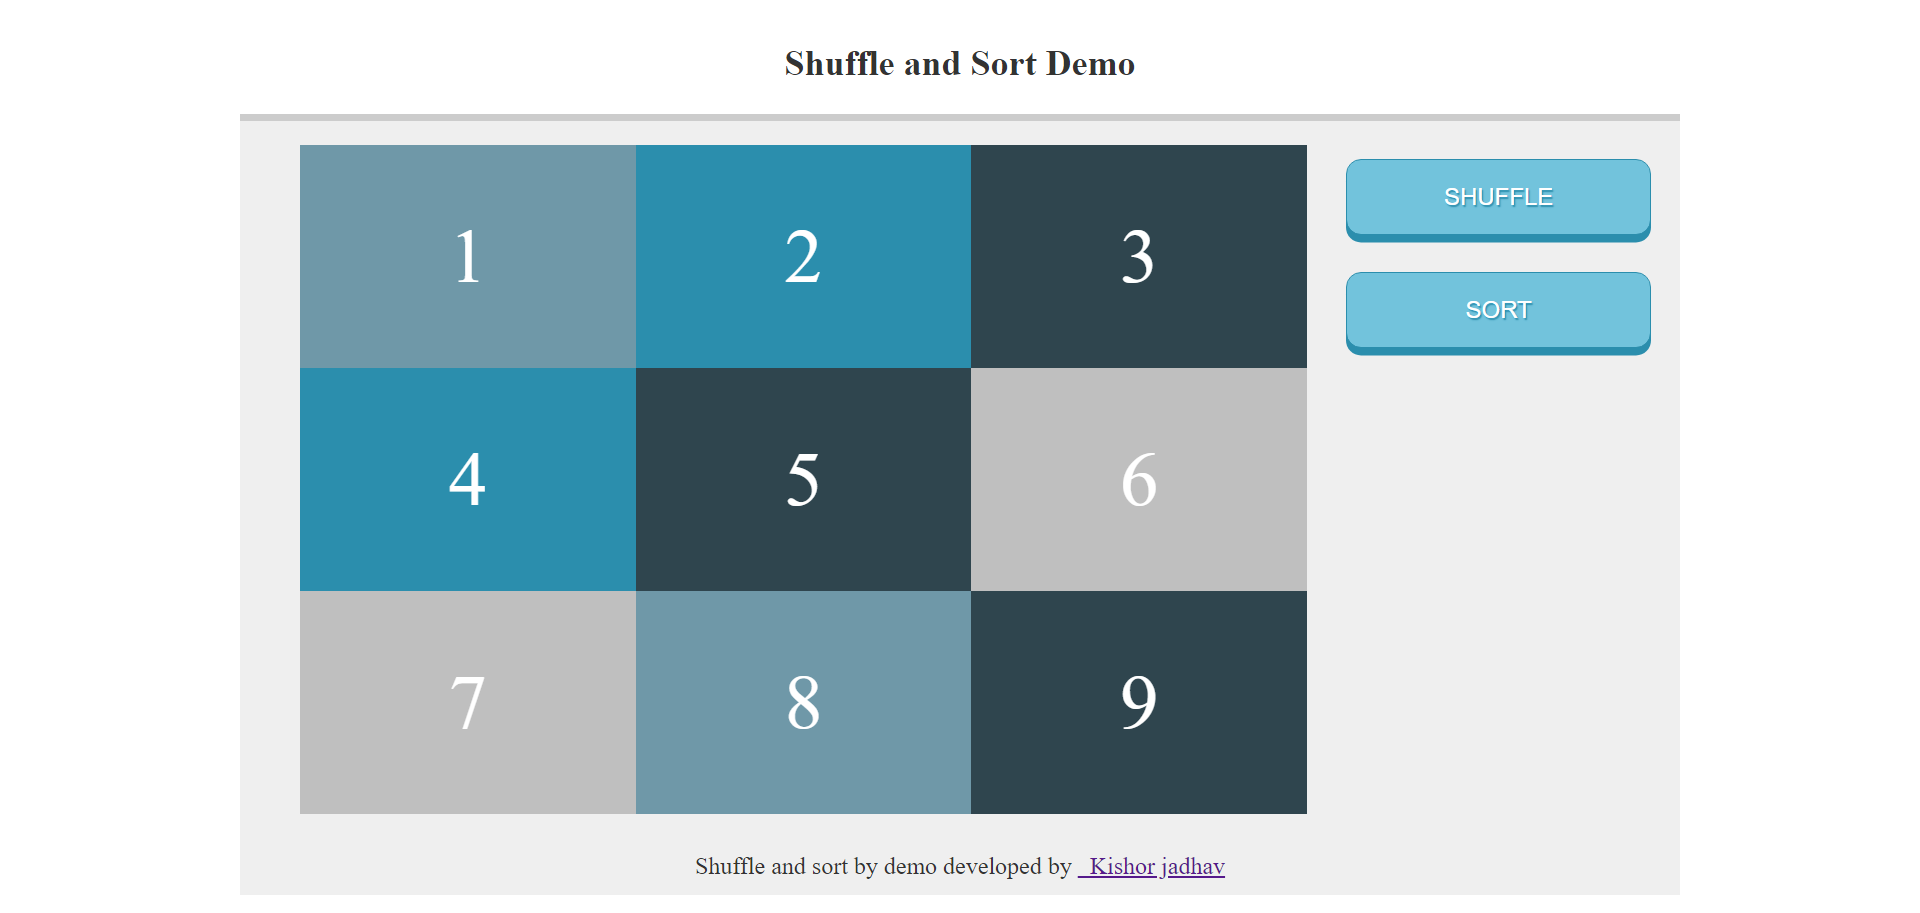 Shuffle and Sort Demo
1 2 3
SHUFFLE
SORT
4 5 6
7 8 9
Shuffle and sort by demo developed by Kishor jadhav